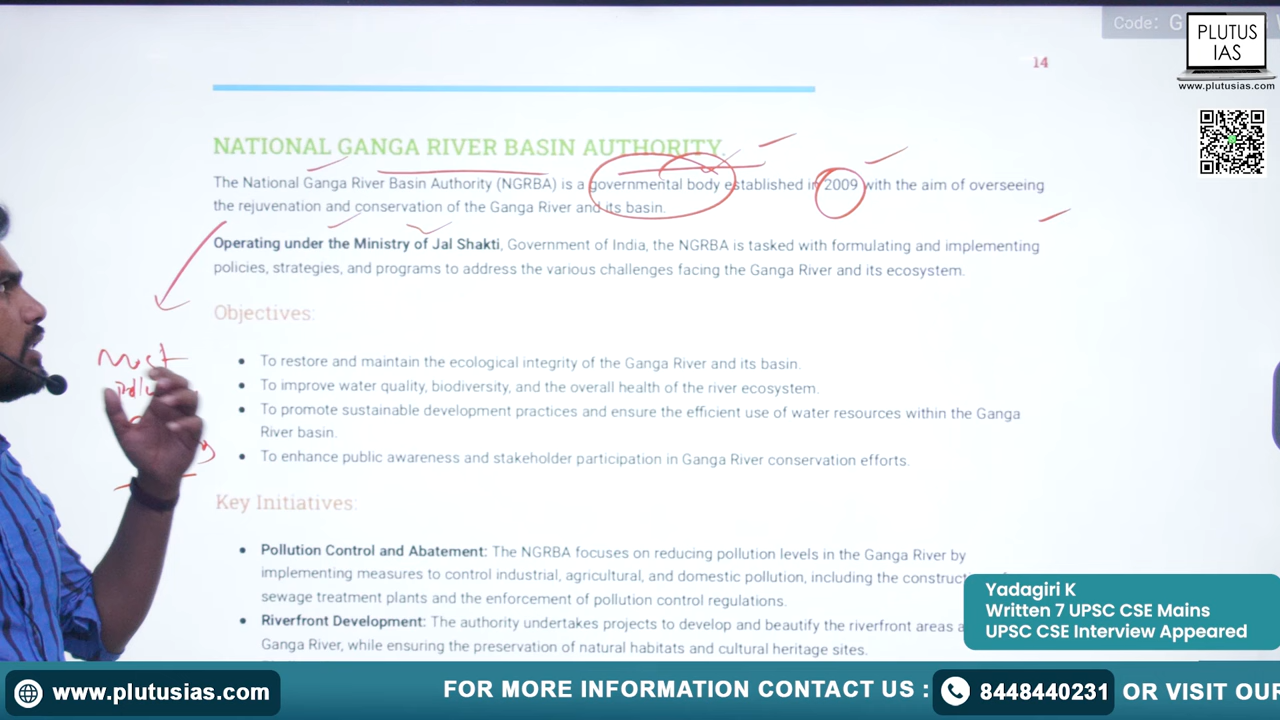 Code: G
PLUTUS
IAS
www.plutusias.com
14
NATIONAL GANGA RIVER BASIN AUTHORITY.
The National Ganga River Basin Authority (NGRBA) is a governmental body established in 2009 with the aim of overseeing
the rejuvenation and conservation of the Ganga River and its basin.
Operating under the Ministry of Jal Shakti, Government of India, the NGRBA is tasked with formulating and implementing
policies, strategies, and programs to address the various challenges facing the Ganga River and its ecosystem.
Objectives:
• To restore and maintain the ecological integrity of the Ganga River and its basin.
• To improve water quality, biodiversity, and the overall health of the river ecosystem.
• To promote sustainable development practices and ensure the efficient use of water resources within the Ganga
River basin.
• To enhance public awareness and stakeholder participation in Ganga River conservation efforts.
Most
Key Initiatives:
• Pollution Control and Abatement: The NGRBA focuses on reducing pollution levels in the Ganga River by
implementing measures to control industrial, agricultural, and domestic pollution, including the construct
sewage treatment plants and the enforcement of pollution control regulations.
• Riverfront Development: The authority undertakes projects to develop and beautify the riverfront areas a
Ganga River, while ensuring the preservation of natural habitats and cultural heritage sites.
Yadagiri K
Written 7 UPSC CSE Mains
UPSC CSE Interview Appeared
www.plutusias.com
FOR MORE INFORMATION CONTACT US : 8448440231 OR VISIT OUR